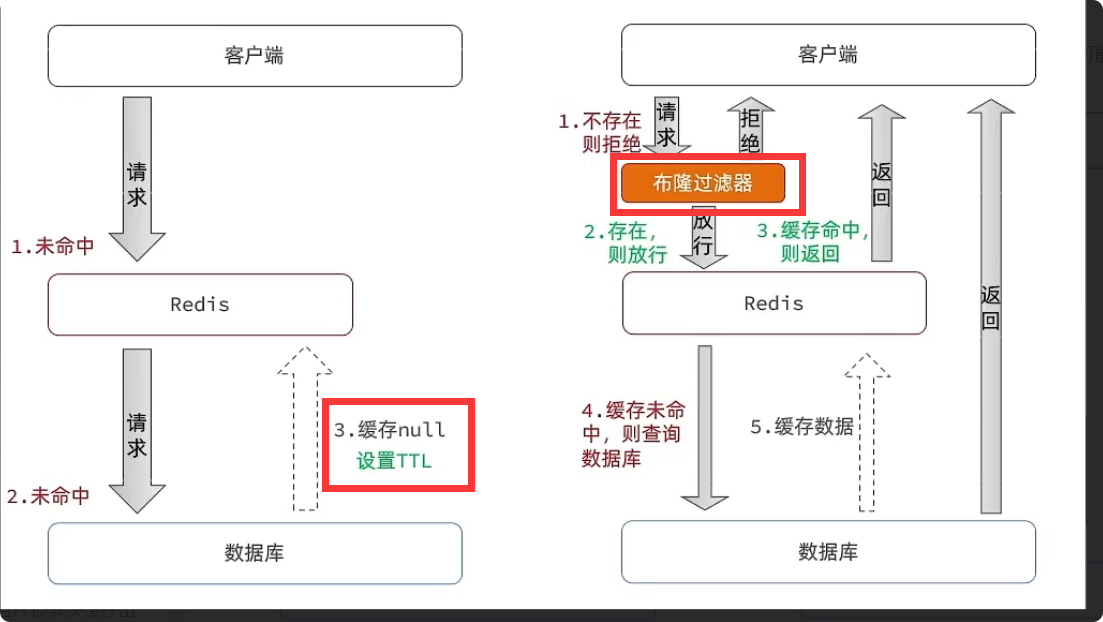 客户端
请求
1.未命中
Redis
请求
2.未命中
3.缓存null
设置TTL
数据库
客户端
1.不存在
则拒绝
请求
拒绝
布隆过滤器
2.存在，
则放行
放行
3.缓存命中，
则返回
返回
Redis
4.缓存未命
中，则查询
数据库
5.缓存数据
返回
数据库